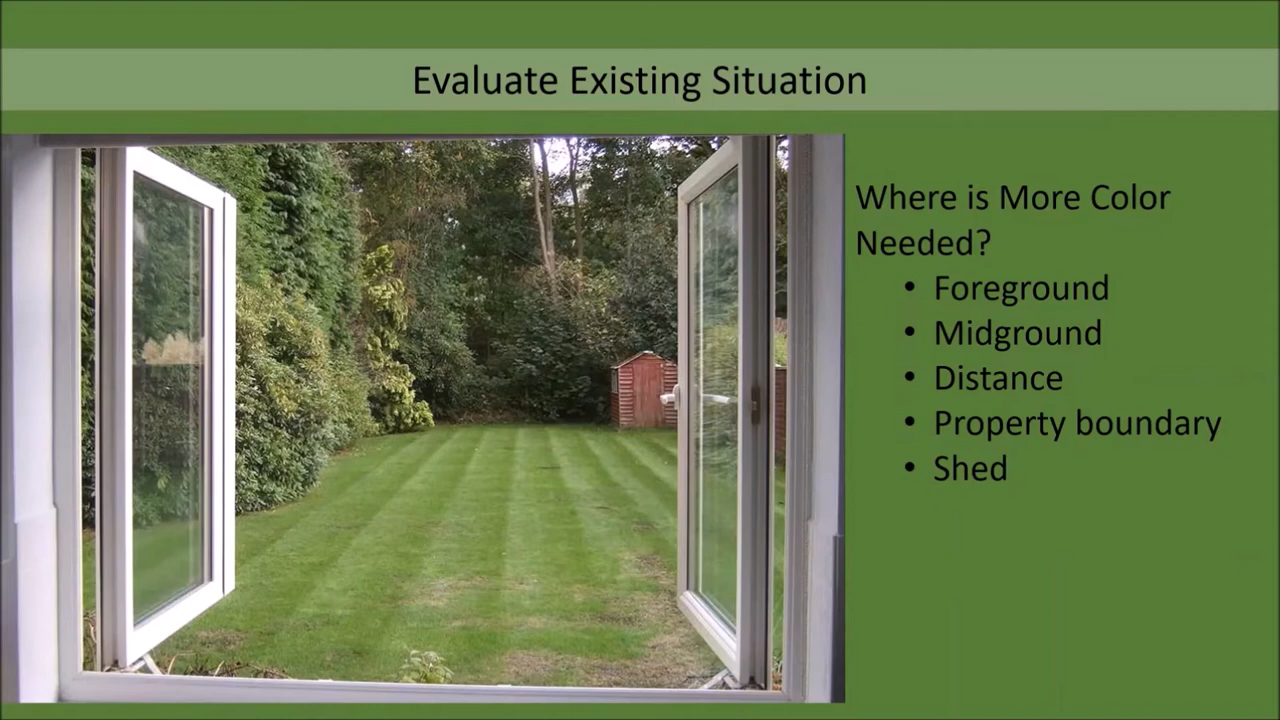 Evaluate Existing Situation
Where is More Color
Needed?
• Foreground
• Midground
• Distance
• Property boundary
• Shed